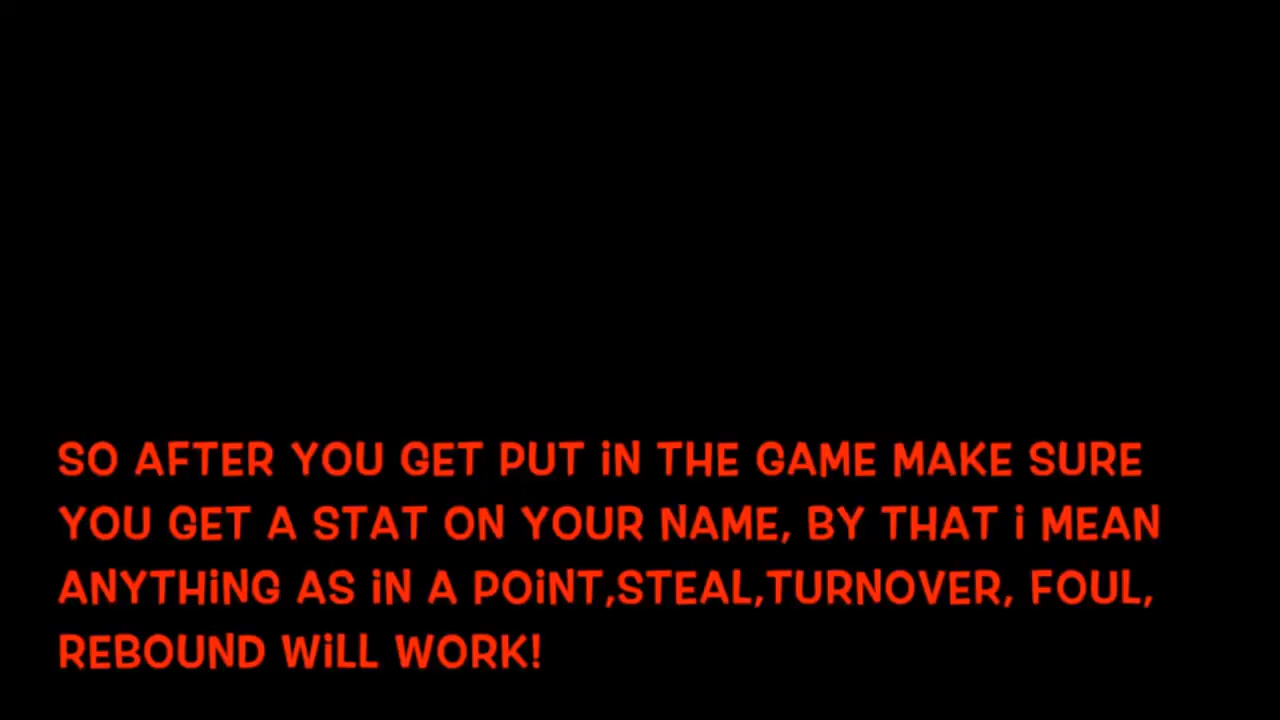 SO AFTER YOU GET PUT iN THE GAME MAKE SURE
YOU GET A STAT ON YOUR NAME, BY THAT i MEAN
ANYTHiNG AS iN A POiNT,STEAL,TURNOVER, FOUL,
REBOUND WiLL WORK!